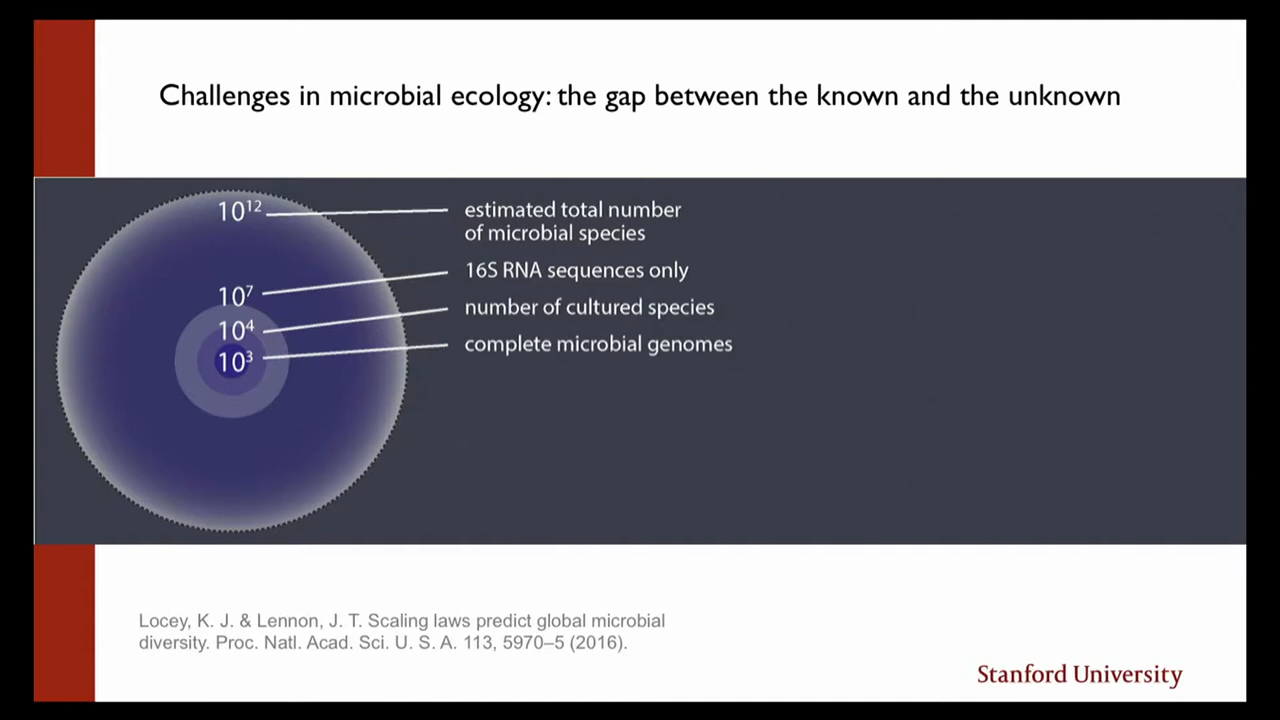 Challenges in microbial ecology: the gap between the known and the unknown
10¹² estimated total number
of microbial species
10⁷ 16S RNA sequences only
10⁴ number of cultured species
10³ complete microbial genomes
Locey, K. J. & Lennon, J. T. Scaling laws predict global microbial
diversity. Proc. Natl. Acad. Sci. U. S. A. 113, 5970–5 (2016).
Stanford University